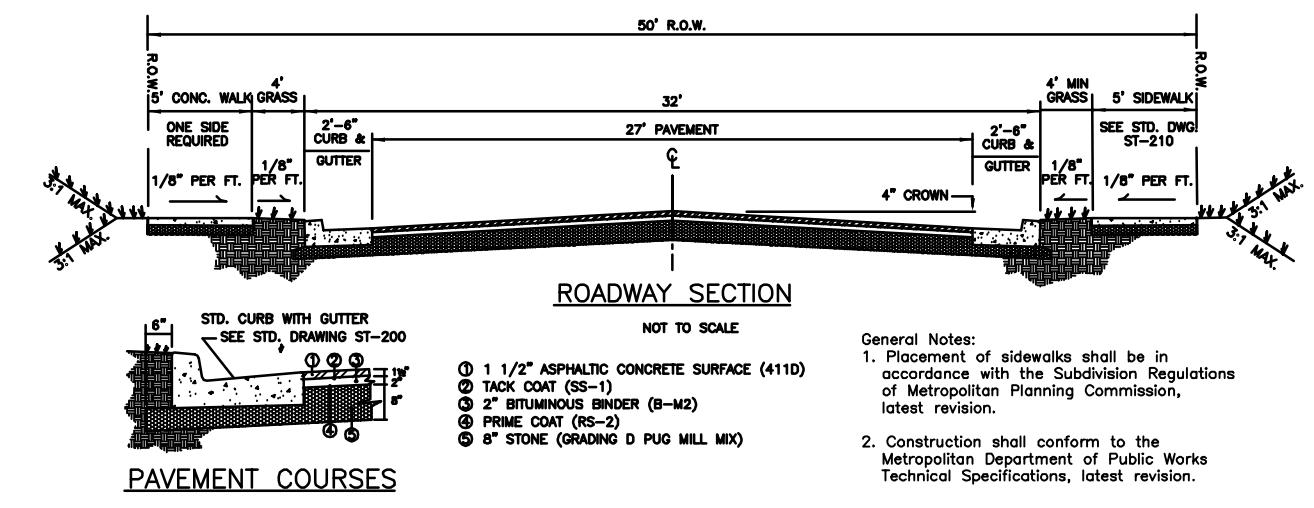 50' R.O.W.
R.O.W.
R.O.W.
5' CONC. WALK
4'
GRASS
32'
4' MIN
GRASS
5' SIDEWALK
ONE SIDE
REQUIRED
2'-6"
CURB &
GUTTER
27' PAVEMENT
2'-6"
CURB &
GUTTER
SEE STD. DWG.
ST-210
℄
1/8" PER FT.
1/8"
PER FT.
4" CROWN
1/8"
PER FT.
1/8" PER FT.
3:1 MAX.
3:1 MAX.
3:1 MAX.
3:1 MAX.
ROADWAY SECTION
NOT TO SCALE
6"
STD. CURB WITH GUTTER
SEE STD. DRAWING ST-200
① ② ③
1½"
2"
8"
④ ⑤
PAVEMENT COURSES
① 1 1/2" ASPHALTIC CONCRETE SURFACE (411D)
② TACK COAT (SS-1)
③ 2" BITUMINOUS BINDER (B-M2)
④ PRIME COAT (RS-2)
⑤ 8" STONE (GRADING D PUG MILL MIX)
General Notes:
1. Placement of sidewalks shall be in
accordance with the Subdivision Regulations
of Metropolitan Planning Commission,
latest revision.
2. Construction shall conform to the
Metropolitan Department of Public Works
Technical Specifications, latest revision.